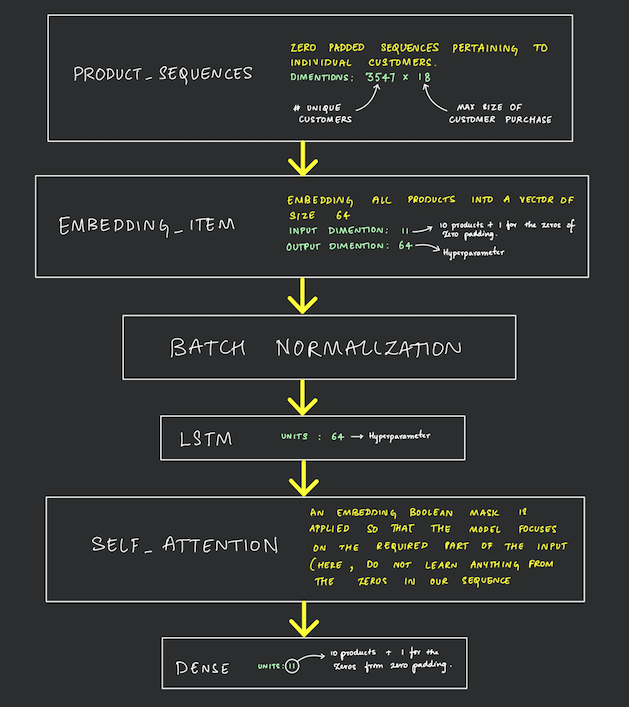 PRODUCT_SEQUENCES
ZERO PADDED SEQUENCES PERTAINING TO
INDIVIDUAL CUSTOMERS.
DIMENTIONS: 3547 × 18
# UNIQUE
CUSTOMERS
MAX SIZE OF
CUSTOMER PURCHASE
EMBEDDING_ITEM
EMBEDDING ALL PRODUCTS INTO A VECTOR OF
SIZE 64
INPUT DIMENTION: 11
10 products + 1 for the zeros of
zero padding.
OUTPUT DIMENTION: 64
Hyperparameter
BATCH NORMALIZATION
LSTM
UNITS : 64
Hyperparameter
SELF_ATTENTION
AN EMBEDDING BOOLEAN MASK IS
APPLIED SO THAT THE MODEL FOCUSES
ON THE REQUIRED PART OF THE INPUT
(HERE, DO NOT LEARN ANYTHING FROM
THE ZEROS IN OUR SEQUENCE
DENSE
UNITS: 11
10 products + 1 for the
zeros from zero padding.